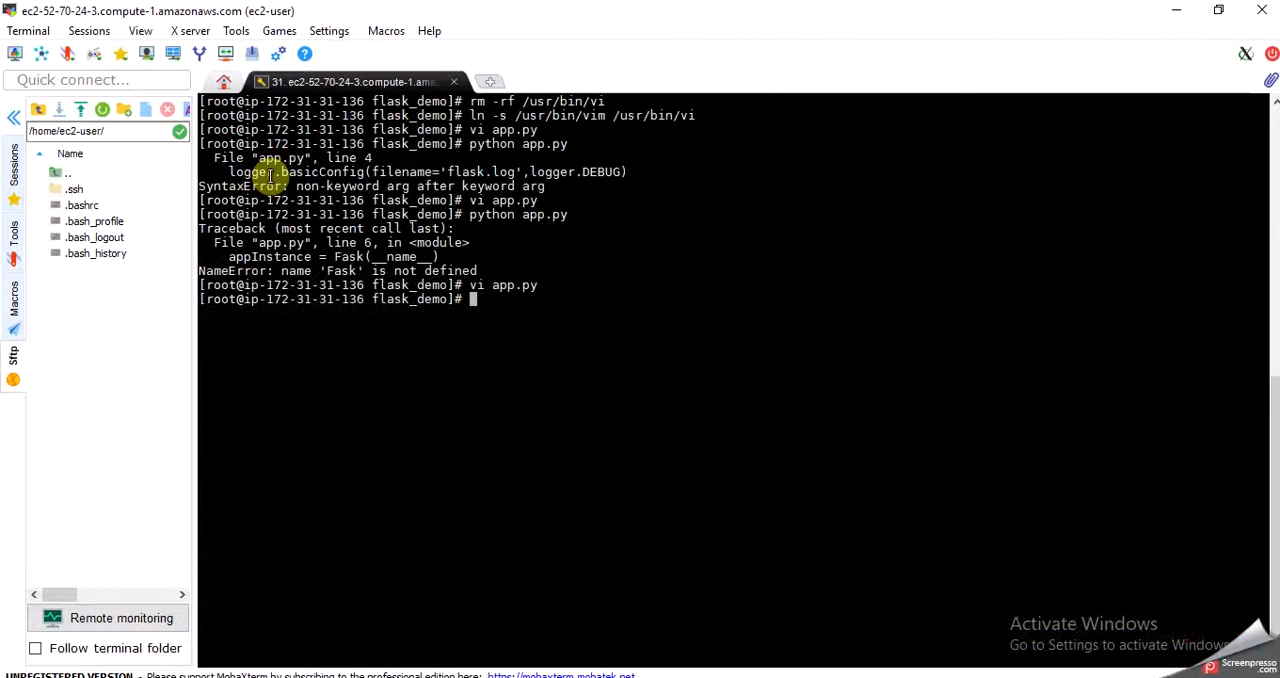 ec2-52-70-24-3.compute-1.amazonaws.com (ec2-user)
Terminal Sessions View X server Tools Games Settings Macros Help
Quick connect...
31. ec2-52-70-24-3.compute-1.ama
/home/ec2-user/
Name
..
.ssh
.bashrc
.bash_profile
.bash_logout
.bash_history
Sessions
Tools
Macros
Sftp
[root@ip-172-31-31-136 flask_demo]# rm -rf /usr/bin/vi
[root@ip-172-31-31-136 flask_demo]# ln -s /usr/bin/vim /usr/bin/vi
[root@ip-172-31-31-136 flask_demo]# vi app.py
[root@ip-172-31-31-136 flask_demo]# python app.py
File "app.py", line 4
logger.basicConfig(filename='flask.log',logger.DEBUG)
SyntaxError: non-keyword arg after keyword arg
[root@ip-172-31-31-136 flask_demo]# vi app.py
[root@ip-172-31-31-136 flask_demo]# python app.py
Traceback (most recent call last):
File "app.py", line 6, in <module>
appInstance = Fask(__name__)
NameError: name 'Fask' is not defined
[root@ip-172-31-31-136 flask_demo]# vi app.py
[root@ip-172-31-31-136 flask_demo]#
Remote monitoring
Follow terminal folder
Activate Windows
Go to Settings to activate Windows
Screenpresso
.com
UNREGISTERED VERSION - Please support MobaXterm by subscribing to the professional edition here: https://mobaxterm.mobatek.net